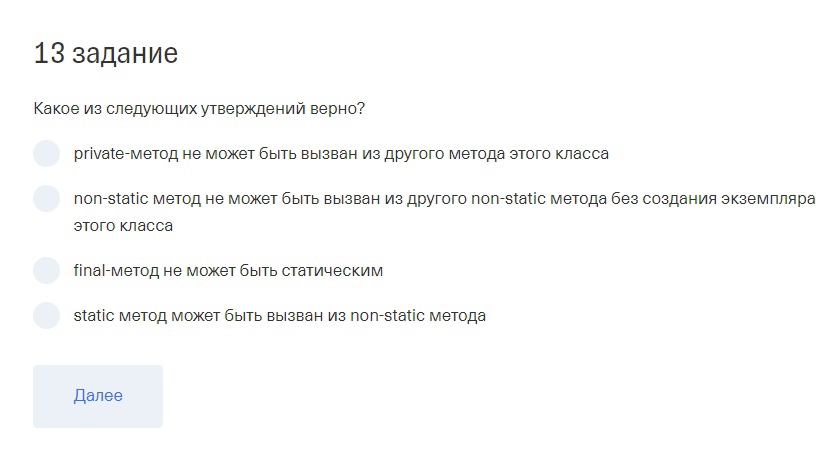 13 задание
Какое из следующих утверждений верно?
private-метод не может быть вызван из другого метода этого класса
non-static метод не может быть вызван из другого non-static метода без создания экземпляра
этого класса
final-метод не может быть статическим
static метод может быть вызван из non-static метода
Далее